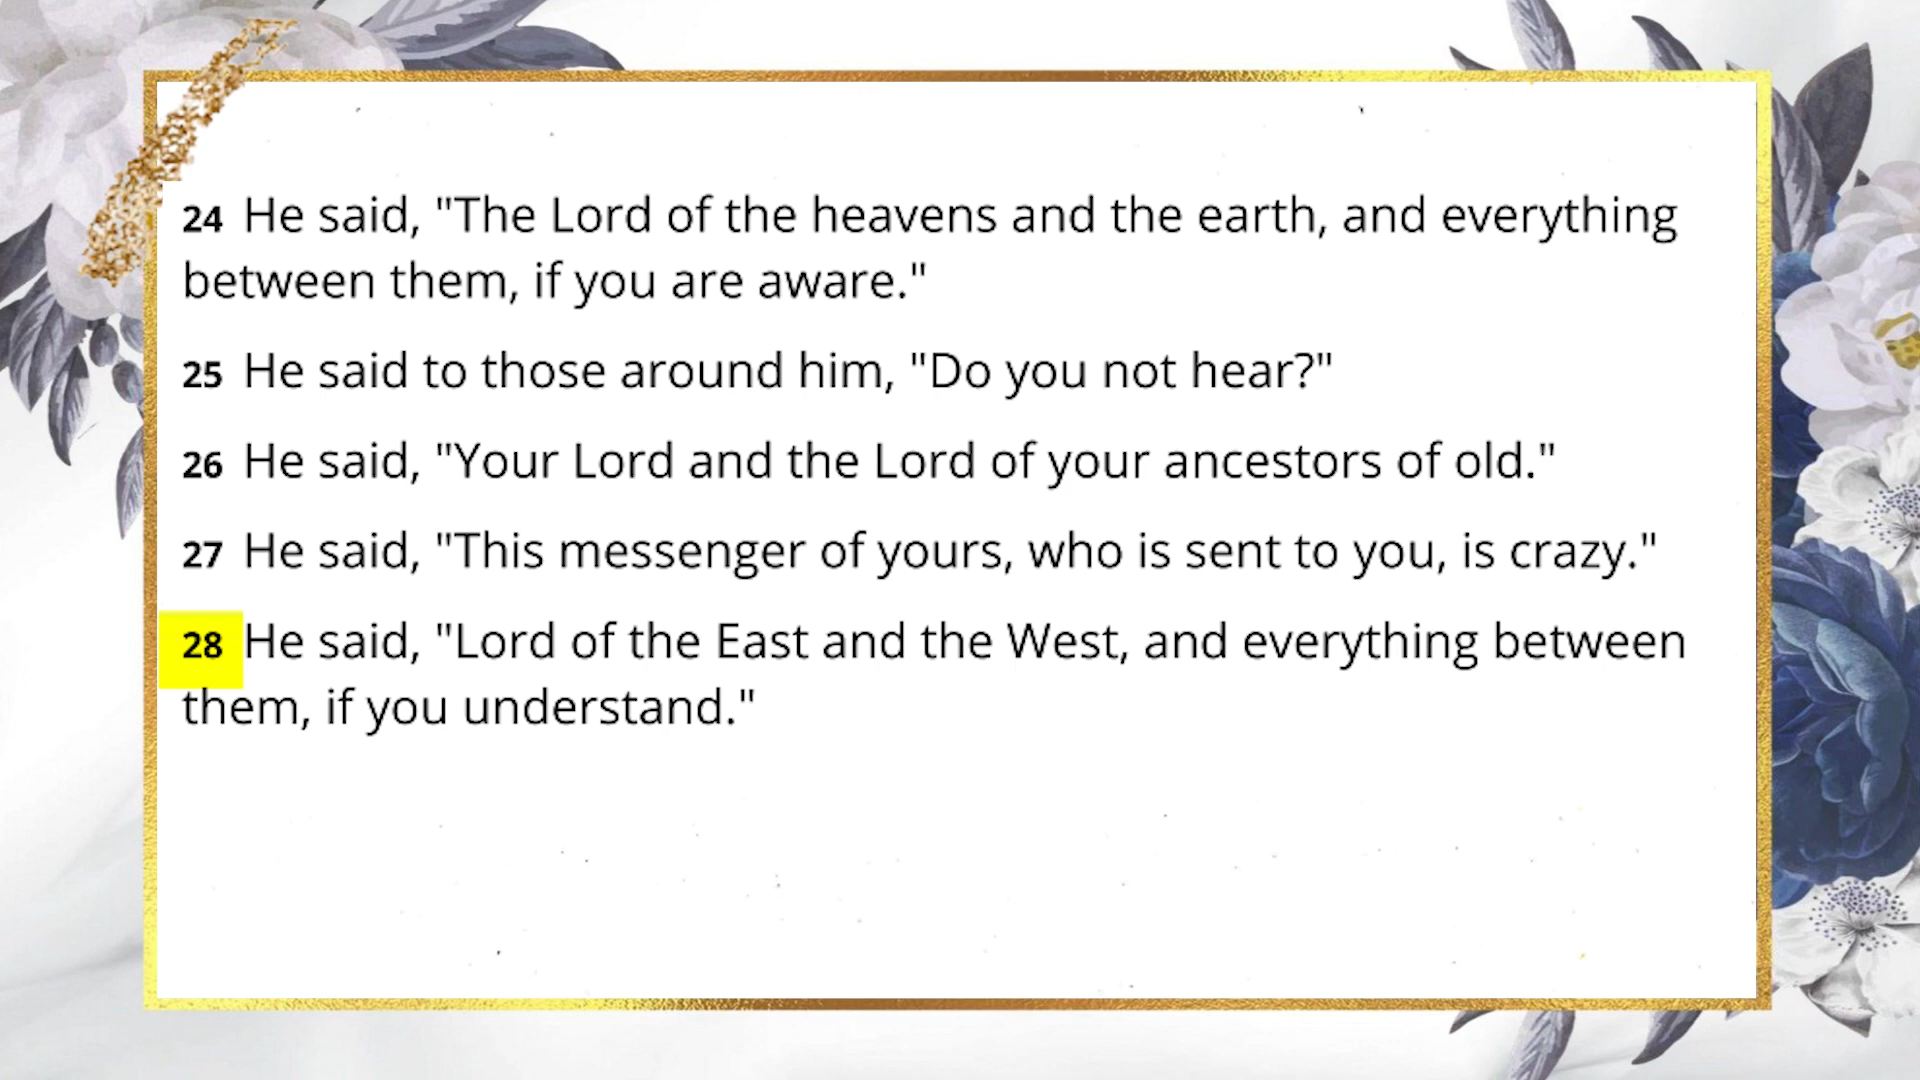 24 He said, "The Lord of the heavens and the earth, and everything
between them, if you are aware."
25 He said to those around him, "Do you not hear?"
26 He said, "Your Lord and the Lord of your ancestors of old."
27 He said, "This messenger of yours, who is sent to you, is crazy."
28 He said, "Lord of the East and the West, and everything between
them, if you understand."